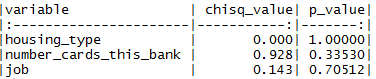 |variable | chisq_value| p_value|
|:----------------------|-----------:|-------:|
|housing_type | 0.000| 1.00000|
|number_cards_this_bank | 0.928| 0.33530|
|job | 0.143| 0.70512|